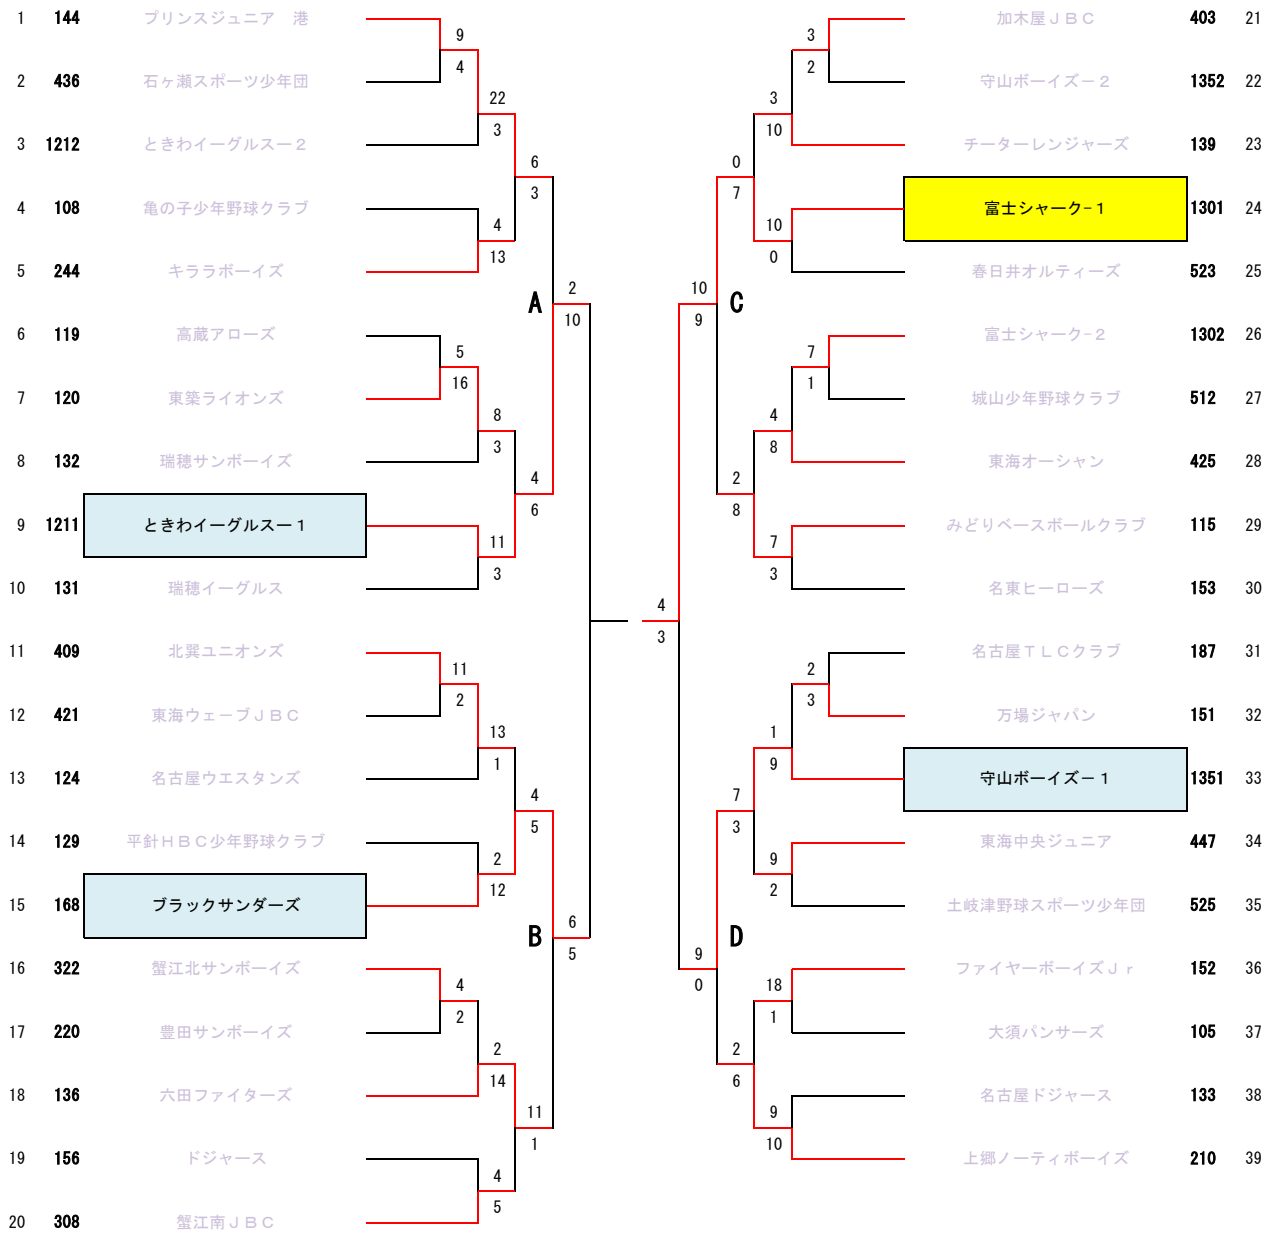 1 144 プリンスジュニア 港
9
4
2 436 石ヶ瀬スポーツ少年団
22
3
3 1212 ときわイーグルスー２
6
3
4 108 亀の子少年野球クラブ
4
13
5 244 キララボーイズ
A
2
10
6 119 高蔵アローズ
5
16
7 120 東築ライオンズ
8
3
8 132 瑞穂サンボーイズ
4
6
9 1211 ときわイーグルスー１
11
3
10 131 瑞穂イーグルス
11 409 北巽ユニオンズ
11
2
12 421 東海ウェーブＪＢＣ
13
1
13 124 名古屋ウエスタンズ
4
5
14 129 平針ＨＢＣ少年野球クラブ
2
12
15 168 ブラックサンダーズ
B
6
5
16 322 蟹江北サンボーイズ
4
2
17 220 豊田サンボーイズ
2
14
18 136 六田ファイターズ
11
1
19 156 ドジャース
4
5
20 308 蟹江南ＪＢＣ
4
3
加木屋ＪＢＣ 403 21
3
2
守山ボーイズ－２ 1352 22
3
10
チーターレンジャーズ 139 23
0
7
富士シャーク-１ 1301 24
10
0
春日井オルティーズ 523 25
10
9
C
富士シャーク-２ 1302 26
7
1
城山少年野球クラブ 512 27
4
8
東海オーシャン 425 28
2
8
みどりベースボールクラブ 115 29
7
3
名東ヒーローズ 153 30
名古屋ＴＬＣクラブ 187 31
2
3
万場ジャパン 151 32
1
9
守山ボーイズ－１ 1351 33
7
3
東海中央ジュニア 447 34
9
2
土岐津野球スポーツ少年団 525 35
D
9
0
ファイヤーボーイズＪｒ 152 36
18
1
大須パンサーズ 105 37
2
6
名古屋ドジャース 133 38
9
10
上郷ノーティボーイズ 210 39